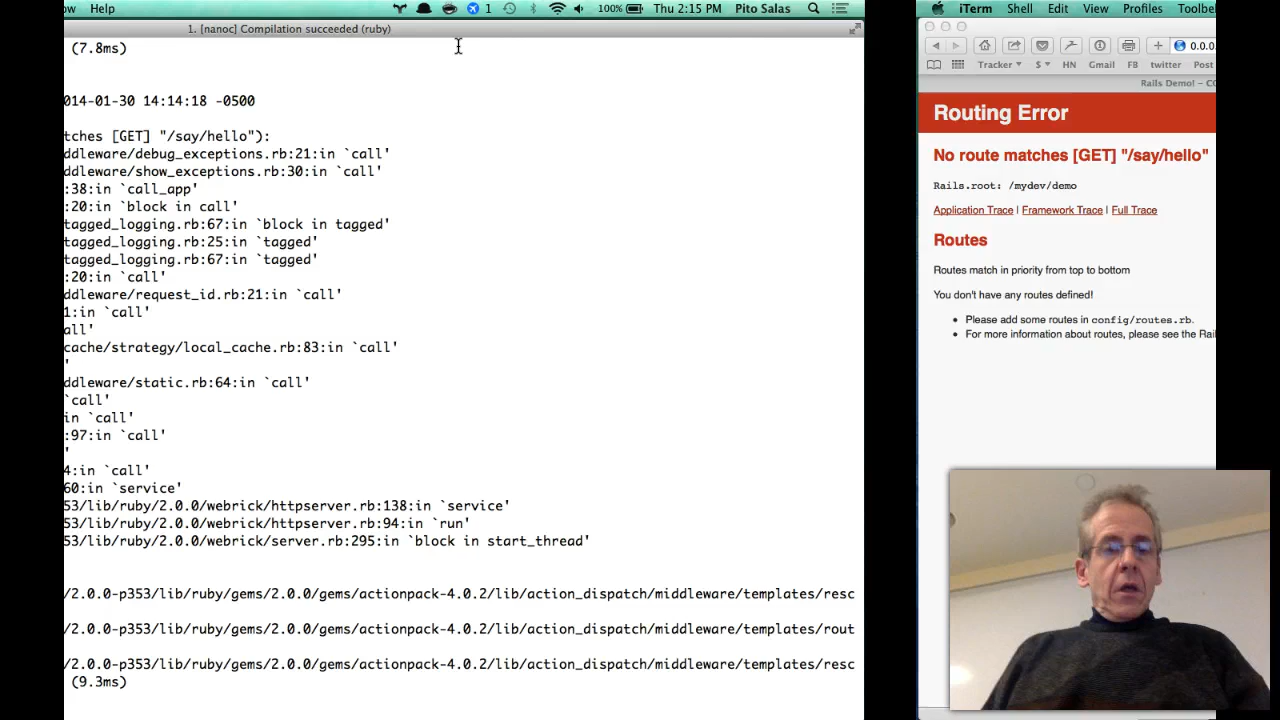 ow Help
1 100% Thu 2:15 PM Pito Salas
1. [nanoc] Compilation succeeded (ruby)
(7.8ms)
014-01-30 14:14:18 -0500
tches [GET] "/say/hello"):
ddleware/debug_exceptions.rb:21:in `call'
ddleware/show_exceptions.rb:30:in `call'
:38:in `call_app'
:20:in `block in call'
tagged_logging.rb:67:in `block in tagged'
tagged_logging.rb:25:in `tagged'
tagged_logging.rb:67:in `tagged'
:20:in `call'
ddleware/request_id.rb:21:in `call'
1:in `call'
all'
cache/strategy/local_cache.rb:83:in `call'
'
ddleware/static.rb:64:in `call'
`call'
in `call'
:97:in `call'
'
4:in `call'
60:in `service'
53/lib/ruby/2.0.0/webrick/httpserver.rb:138:in `service'
53/lib/ruby/2.0.0/webrick/httpserver.rb:94:in `run'
53/lib/ruby/2.0.0/webrick/server.rb:295:in `block in start_thread'
/2.0.0-p353/lib/ruby/gems/2.0.0/gems/actionpack-4.0.2/lib/action_dispatch/middleware/templates/resc
/2.0.0-p353/lib/ruby/gems/2.0.0/gems/actionpack-4.0.2/lib/action_dispatch/middleware/templates/rout
/2.0.0-p353/lib/ruby/gems/2.0.0/gems/actionpack-4.0.2/lib/action_dispatch/middleware/templates/resc
(9.3ms)
iTerm Shell Edit View Profiles Toolbel
0.0.0.
Tracker $ HN Gmail FB twitter Post
Rails Demo! – CO
Routing Error
No route matches [GET] "/say/hello"
Rails.root: /mydev/demo
Application Trace | Framework Trace | Full Trace
Routes
Routes match in priority from top to bottom
You don't have any routes defined!
• Please add some routes in config/routes.rb.
• For more information about routes, please see the Rail